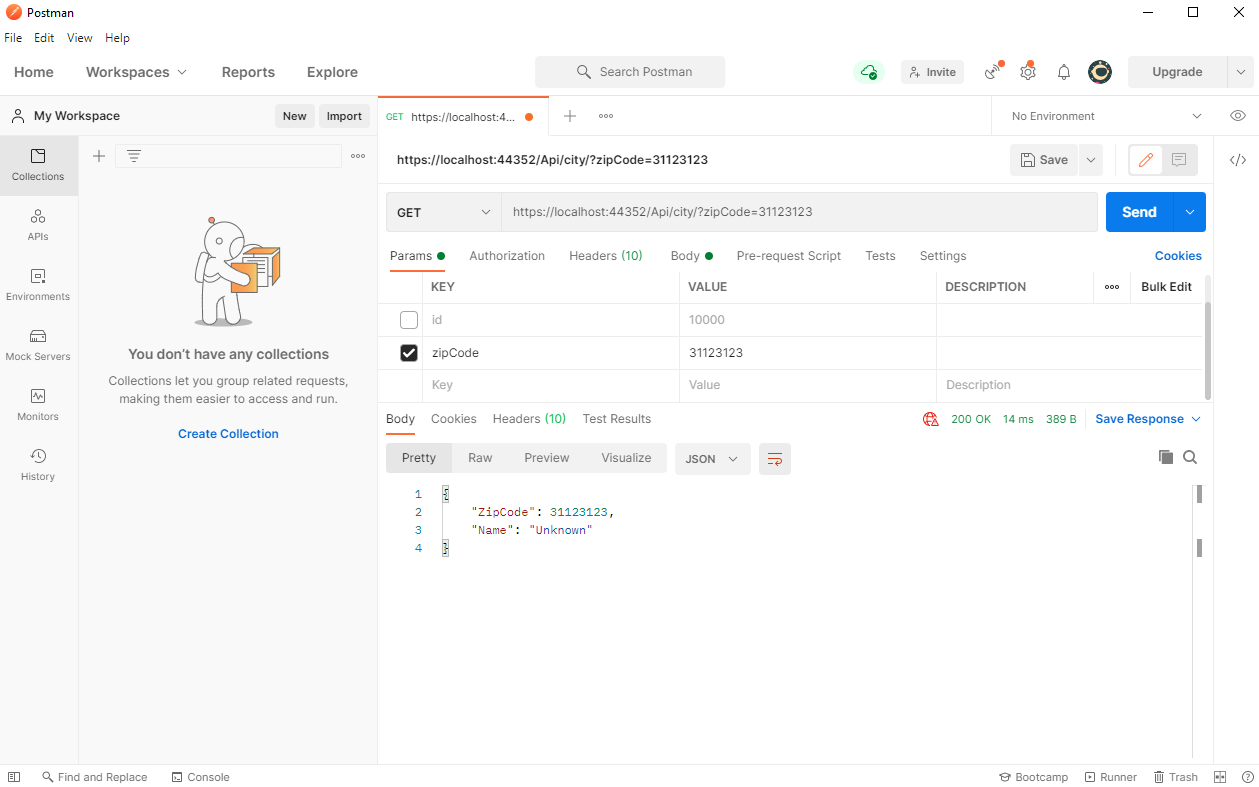 Postman
File Edit View Help
Home Workspaces Reports Explore Search Postman Invite Upgrade
My Workspace New Import GET https://localhost:4... No Environment
https://localhost:44352/Api/city/?zipCode=31123123 Save
Collections
APIs
Environments
Mock Servers
Monitors
History
You don't have any collections
Collections let you group related requests,
making them easier to access and run.
Create Collection
GET https://localhost:44352/Api/city/?zipCode=31123123 Send
Params Authorization Headers (10) Body Pre-request Script Tests Settings Cookies
KEY VALUE DESCRIPTION Bulk Edit
id 10000
zipCode 31123123
Key Value Description
Body Cookies Headers (10) Test Results 200 OK 14 ms 389 B Save Response
Pretty Raw Preview Visualize JSON
1 {
2 "ZipCode": 31123123,
3 "Name": "Unknown"
4 }
Find and Replace Console Bootcamp Runner Trash